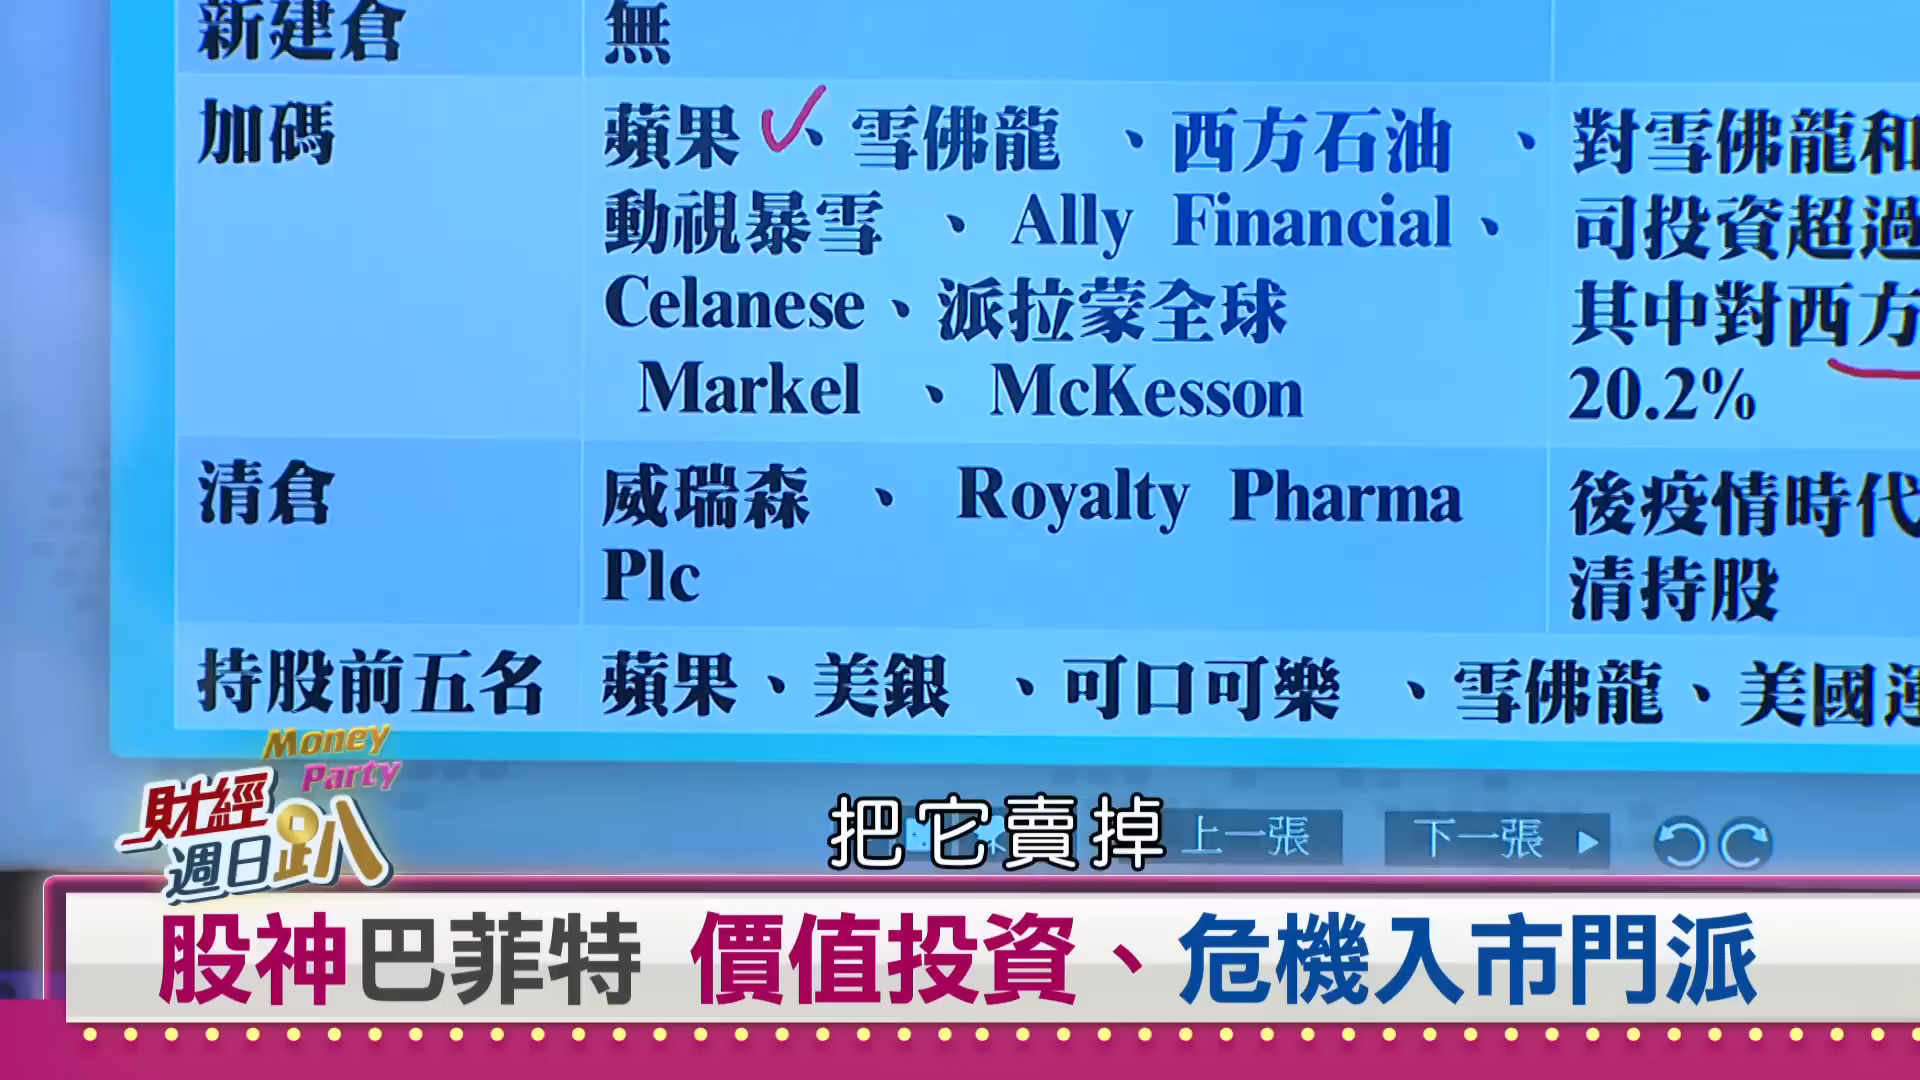 新建倉
無
加碼
蘋果、雪佛龍、西方石油、
動視暴雪、Ally Financial、
Celanese、派拉蒙全球
Markel、McKesson
對雪佛龍和
司投資超過
其中對西方
20.2%
清倉
威瑞森、Royalty Pharma
Plc
後疫情時代
清持股
持股前五名
蘋果、美銀、可口可樂、雪佛龍、美國運
Money
Party
財經
週日趴
把它賣掉
上一張
下一張
股神巴菲特 價值投資、危機入市門派